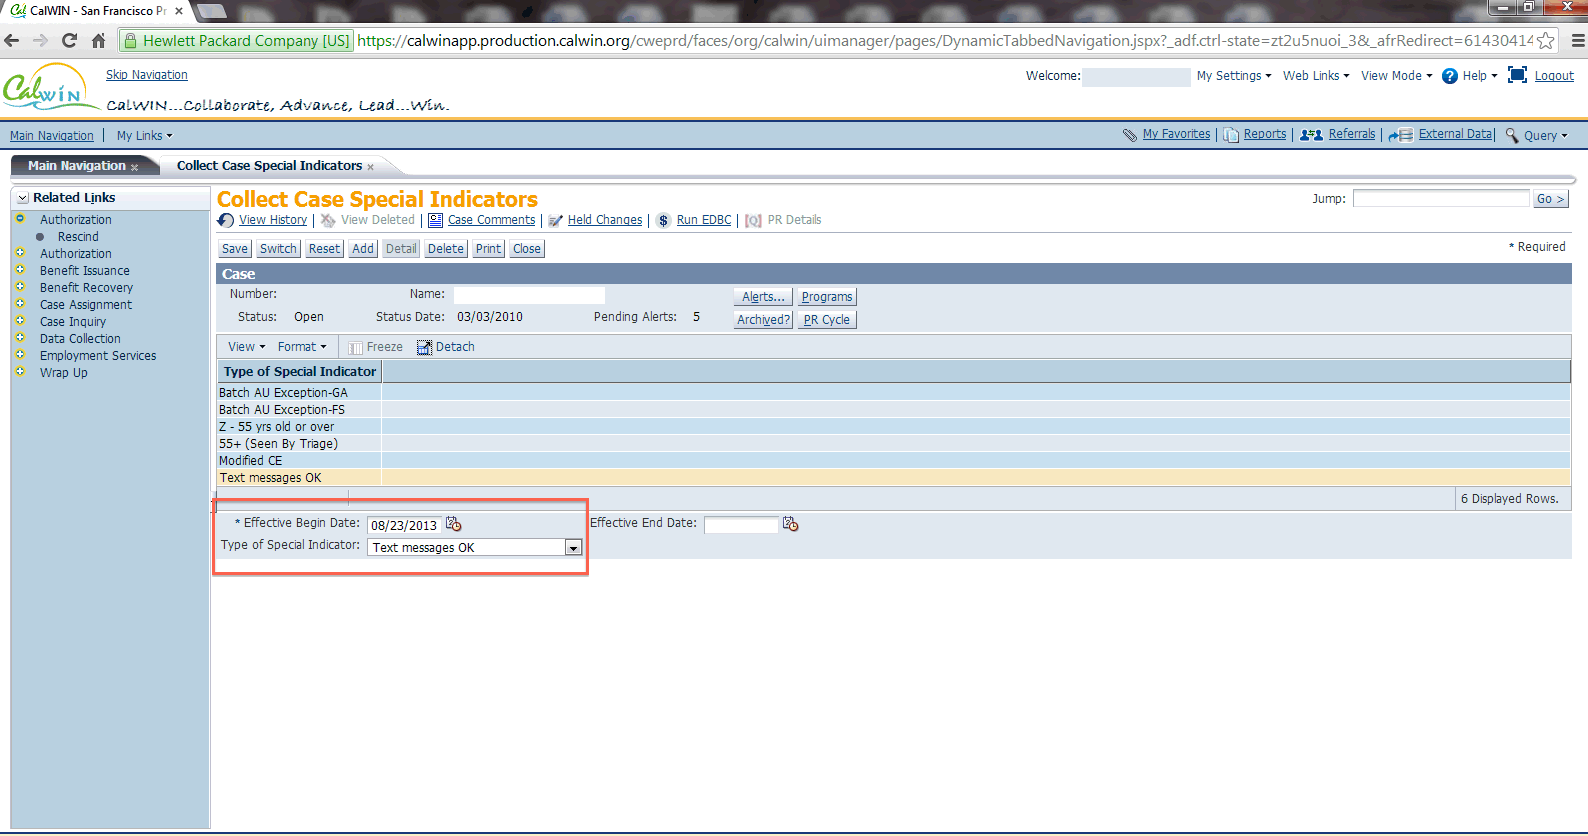 CalWIN - San Francisco Pr
Hewlett Packard Company [US]
https://calwinapp.production.calwin.org/cweprd/faces/org/calwin/uimanager/pages/DynamicTabbedNavigation.jspx?_adf.ctrl-state=zt2u5nuoi_3&_afrRedirect=61430414
CalWIN
Skip Navigation
CalWIN...Collaborate, Advance, Lead...Win.
Welcome: My Settings Web Links View Mode Help Logout
Main Navigation | My Links
My Favorites | Reports | Referrals | External Data | Query
Main Navigation x Collect Case Special Indicators x
Related Links
Authorization
Rescind
Authorization
Benefit Issuance
Benefit Recovery
Case Assignment
Case Inquiry
Data Collection
Employment Services
Wrap Up
Collect Case Special Indicators
Jump: Go >
View History | View Deleted | Case Comments | Held Changes | $ Run EDBC | [Q] PR Details
Save Switch Reset Add Detail Delete Print Close
* Required
Case
Number: Name: Alerts... Programs
Status: Open Status Date: 03/03/2010 Pending Alerts: 5 Archived? PR Cycle
View Format Freeze Detach
Type of Special Indicator
Batch AU Exception-GA
Batch AU Exception-FS
Z - 55 yrs old or over
55+ (Seen By Triage)
Modified CE
Text messages OK
6 Displayed Rows.
* Effective Begin Date: 08/23/2013 Effective End Date:
Type of Special Indicator: Text messages OK